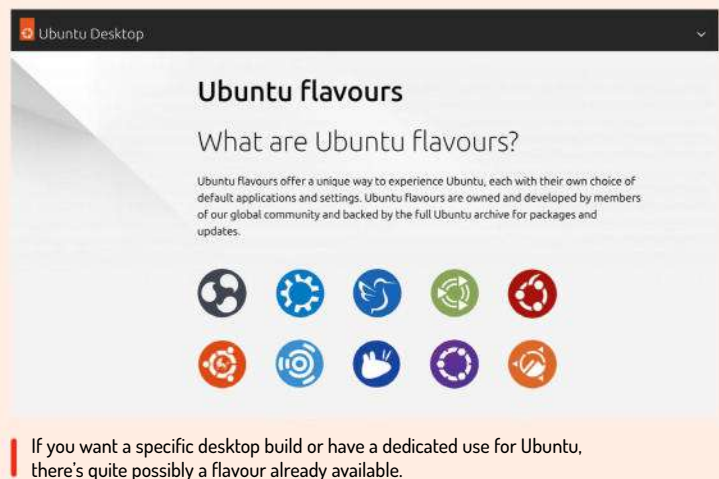 Ubuntu Desktop
Ubuntu flavours
What are Ubuntu flavours?
Ubuntu flavours offer a unique way to experience Ubuntu, each with their own choice of
default applications and settings. Ubuntu flavours are owned and developed by members
of our global community and backed by the full Ubuntu archive for packages and
updates.
If you want a specific desktop build or have a dedicated use for Ubuntu,
there's quite possibly a flavour already available.